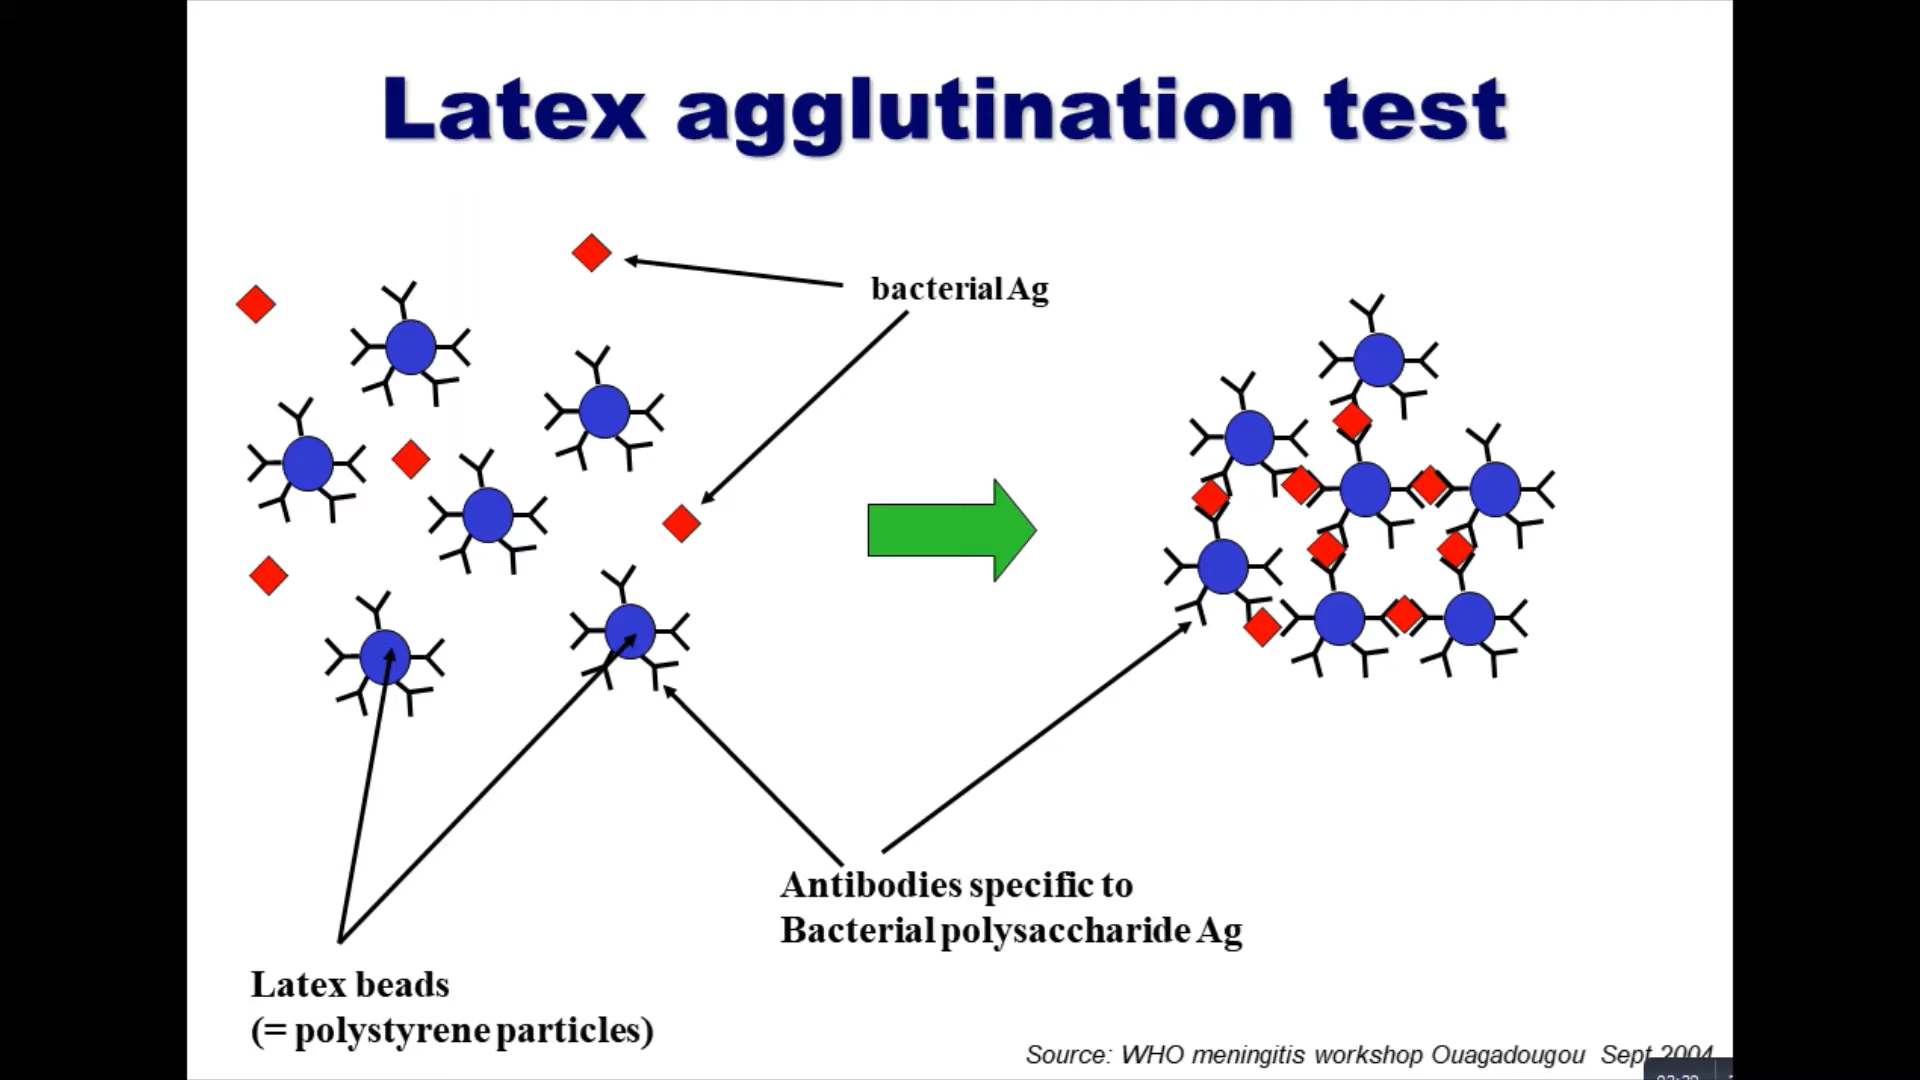 Latex agglutination test
bacterial Ag
Antibodies specific to
Bacterial polysaccharide Ag
Latex beads
(= polystyrene particles)
Source: WHO meningitis workshop Ouagadougou Sept 2004